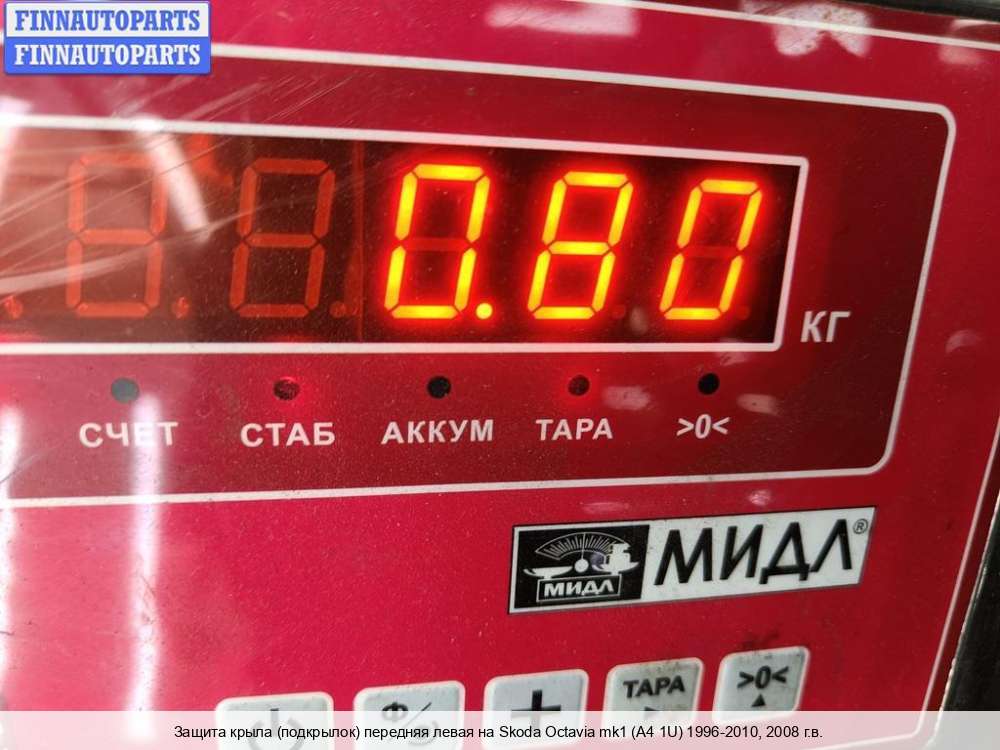 FINNAUTOPARTS
FINNAUTOPARTS
0.80
КГ
СЧЕТ СТАБ АККУМ ТАРА >0<
МИДЛ МИДЛ®
ТАРА >0<
Защита крыла (подкрылок) передняя левая на Skoda Octavia mk1 (A4 1U) 1996-2010, 2008 г.в.